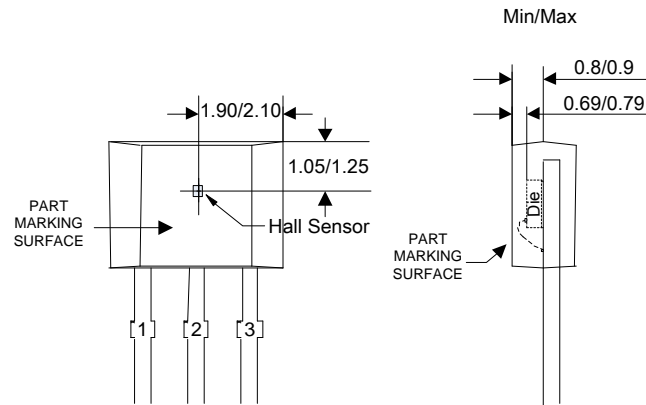 Min/Max
0.8/0.9
0.69/0.79
1.90/2.10
1.05/1.25
PART
MARKING
SURFACE
Hall Sensor
1 2 3
Die
PART
MARKING
SURFACE